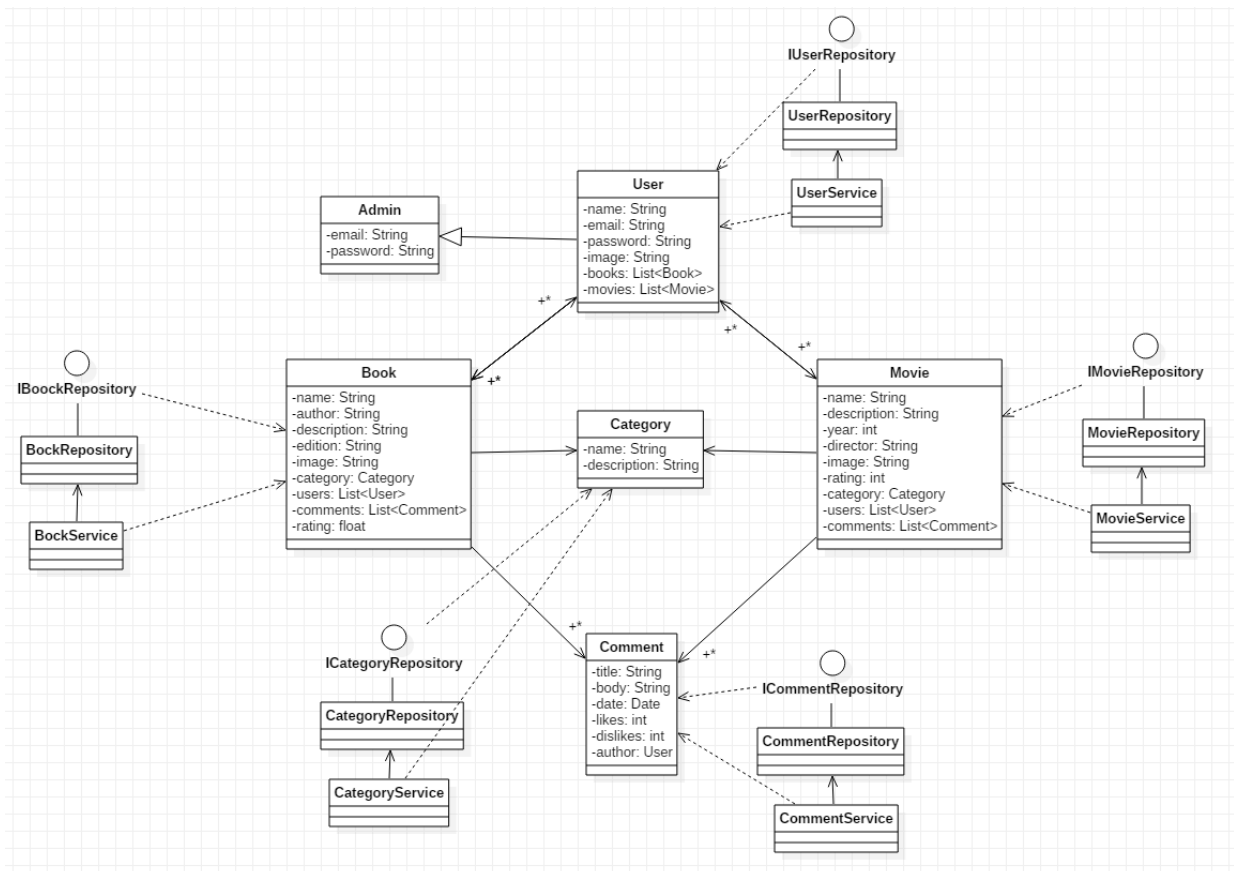 IUserRepository
UserRepository
UserService
User
-name: String
-email: String
-password: String
-image: String
-books: List<Book>
-movies: List<Movie>
Admin
-email: String
-password: String
+*
+*
+*
+*
IBoockRepository
BockRepository
BockService
Book
-name: String
-author: String
-description: String
-edition: String
-image: String
-category: Category
-users: List<User>
-comments: List<Comment>
-rating: float
Category
-name: String
-description: String
Movie
-name: String
-description: String
-year: int
-director: String
-image: String
-rating: int
-category: Category
-users: List<User>
-comments: List<Comment>
IMovieRepository
MovieRepository
MovieService
+*
+*
ICategoryRepository
CategoryRepository
CategoryService
Comment
-title: String
-body: String
-date: Date
-likes: int
-dislikes: int
-author: User
ICommentRepository
CommentRepository
CommentService